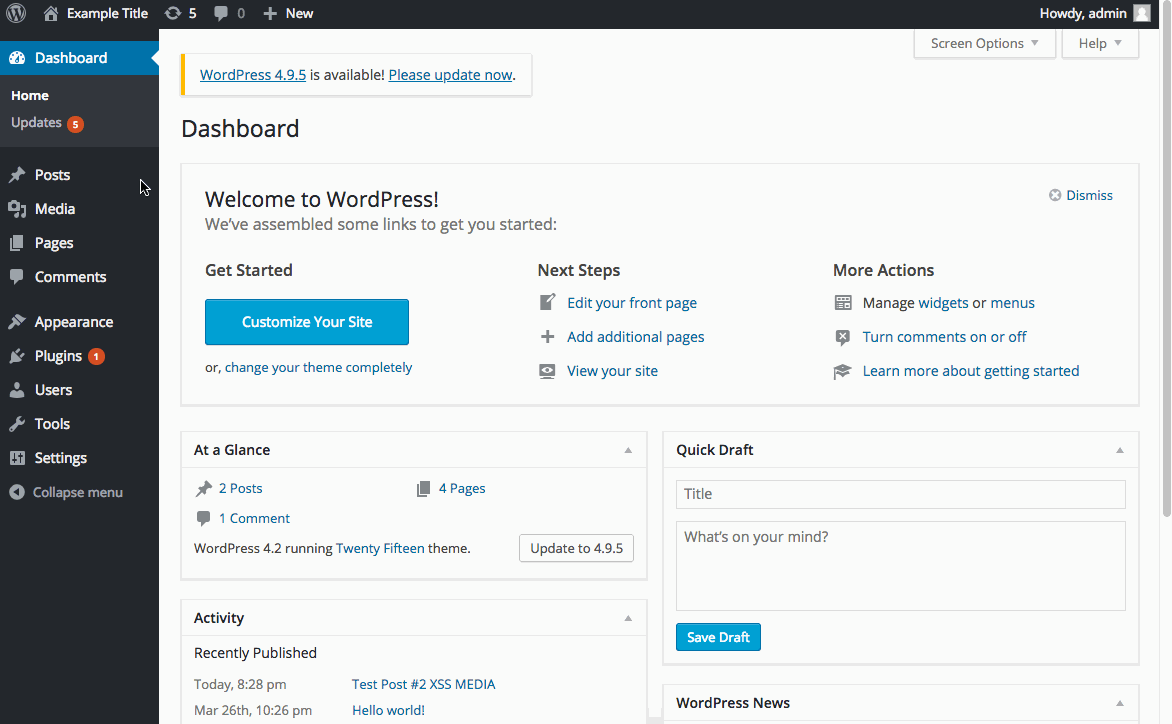 Example Title 5 0 New Howdy, admin
Dashboard
Home
Updates 5
Posts
Media
Pages
Comments
Appearance
Plugins 1
Users
Tools
Settings
Collapse menu
Screen Options Help
WordPress 4.9.5 is available! Please update now.
Dashboard
Welcome to WordPress!
Dismiss
We’ve assembled some links to get you started:
Get Started
Customize Your Site
or, change your theme completely
Next Steps
Edit your front page
Add additional pages
View your site
More Actions
Manage widgets or menus
Turn comments on or off
Learn more about getting started
At a Glance
2 Posts 4 Pages
1 Comment
WordPress 4.2 running Twenty Fifteen theme. Update to 4.9.5
Activity
Recently Published
Today, 8:28 pm Test Post #2 XSS MEDIA
Mar 26th, 10:26 pm Hello world!
Quick Draft
Title
What’s on your mind?
Save Draft
WordPress News